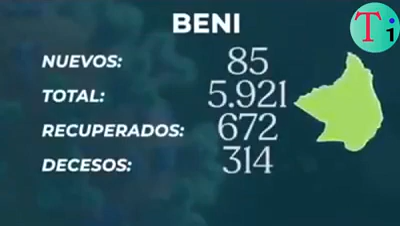 BENI
Ti
NUEVOS: 85
TOTAL: 5.921
RECUPERADOS: 672
DECESOS: 314